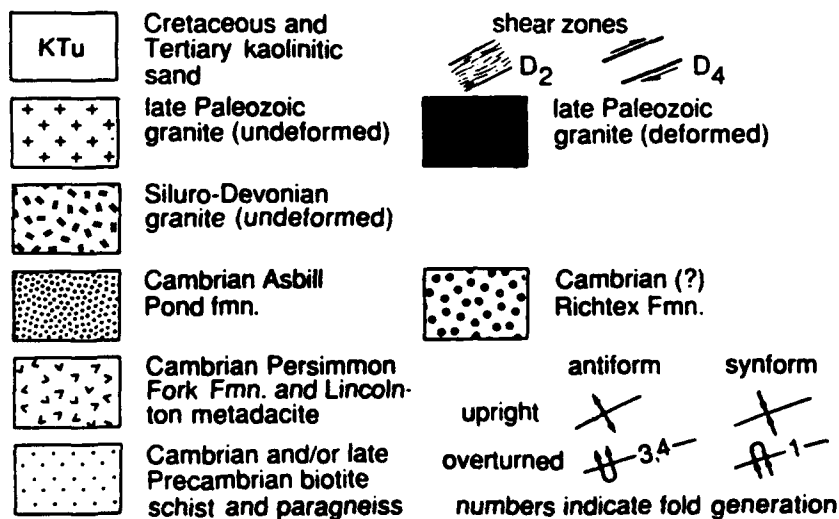 KTu
Cretaceous and
Tertiary kaolinitic
sand
shear zones
D2
D4
late Paleozoic
granite (undeformed)
late Paleozoic
granite (deformed)
Siluro-Devonian
granite (undeformed)
Cambrian Asbill
Pond fmn.
Cambrian (?)
Richtex Fmn.
Cambrian Persimmon
Fork Fmn. and Lincoln-
ton metadacite
antiform
synform
upright
overturned
3,4
1
Cambrian and/or late
Precambrian biotite
schist and paragneiss
numbers indicate fold generation